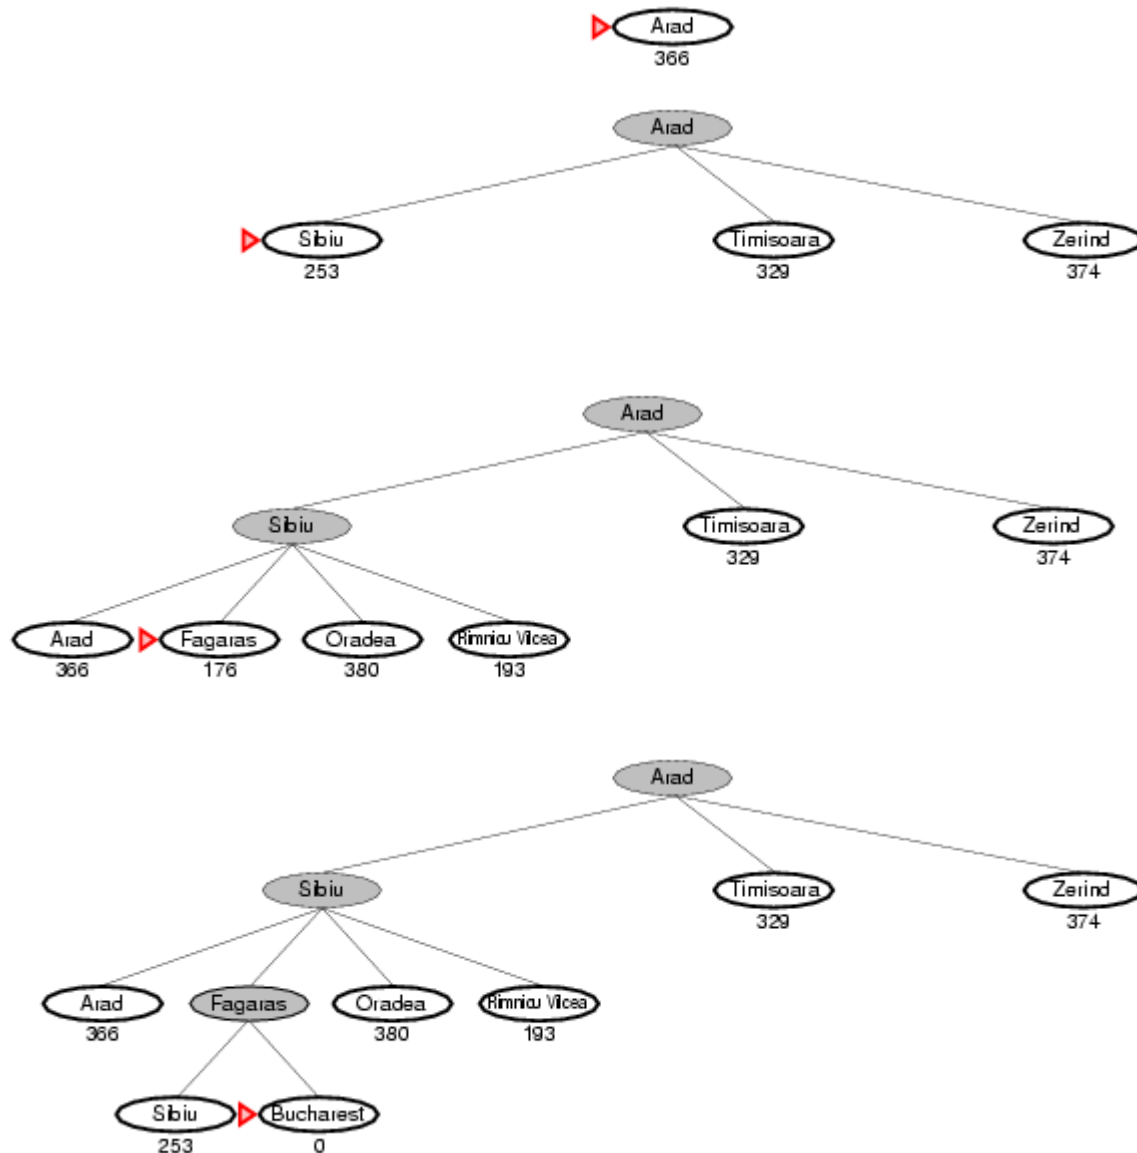 Arad
366
Arad
Sibiu Timisoara Zerind
253 329 374
Arad
Sibiu Timisoara Zerind
329 374
Arad Fagaras Oradea Rimnicu Vilcea
366 176 380 193
Arad
Sibiu Timisoara Zerind
329 374
Arad Fagaras Oradea Rimnicu Vilcea
366 380 193
Sibiu Bucharest
253 0